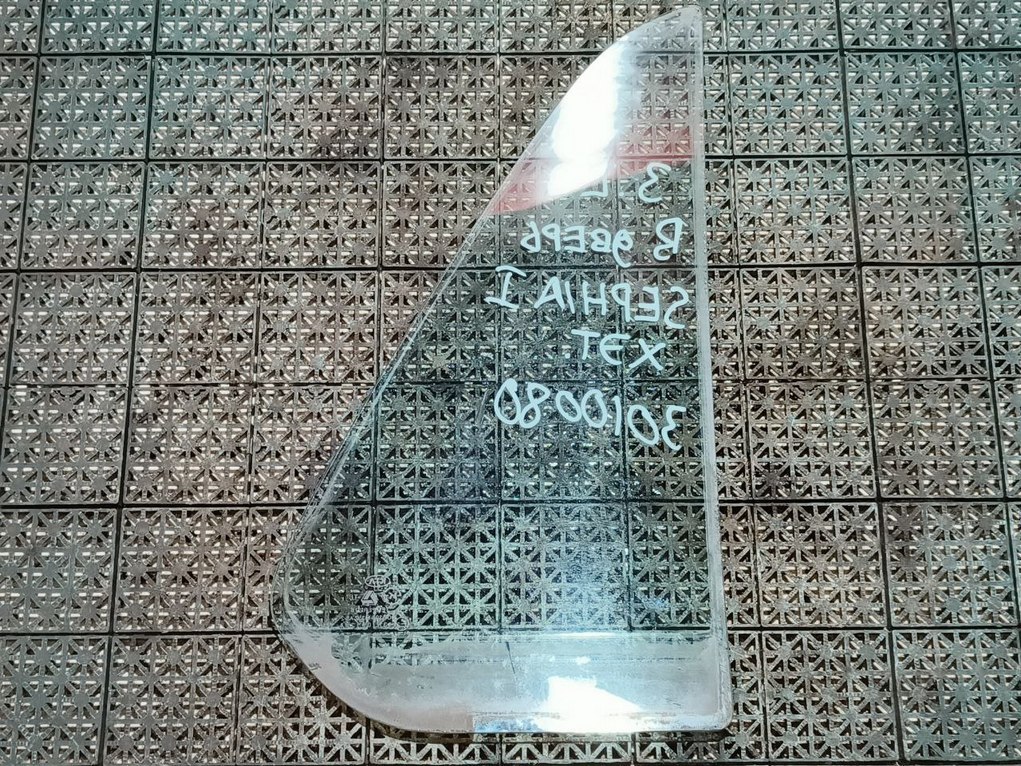 З. L
В дверь
SEPHIA I
ХЭТ
3010080